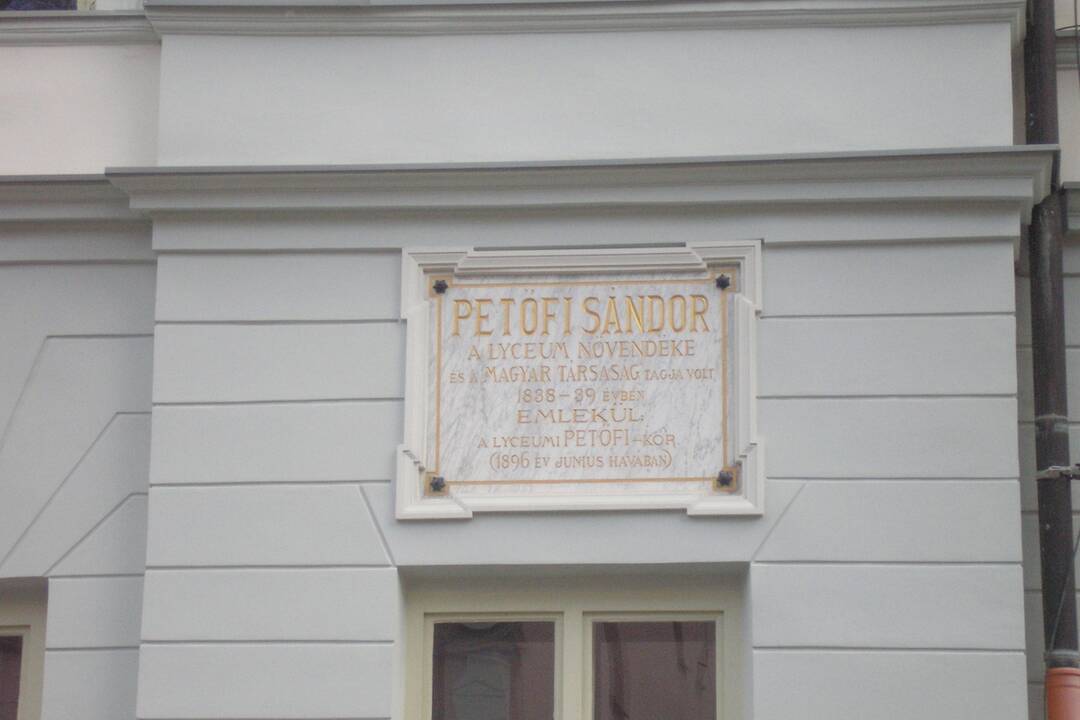 PETŐFI SÁNDOR
A LYCEUM NÖVENDÉKE
ÉS A MAGYAR TÁRSASÁG TAGJA VOLT
1838-39 ÉVBEN
EMLÉKÜL:
A LYCEUMI PETŐFI-KÖR
(1896 ÉV JUNIUS HAVÁBAN)